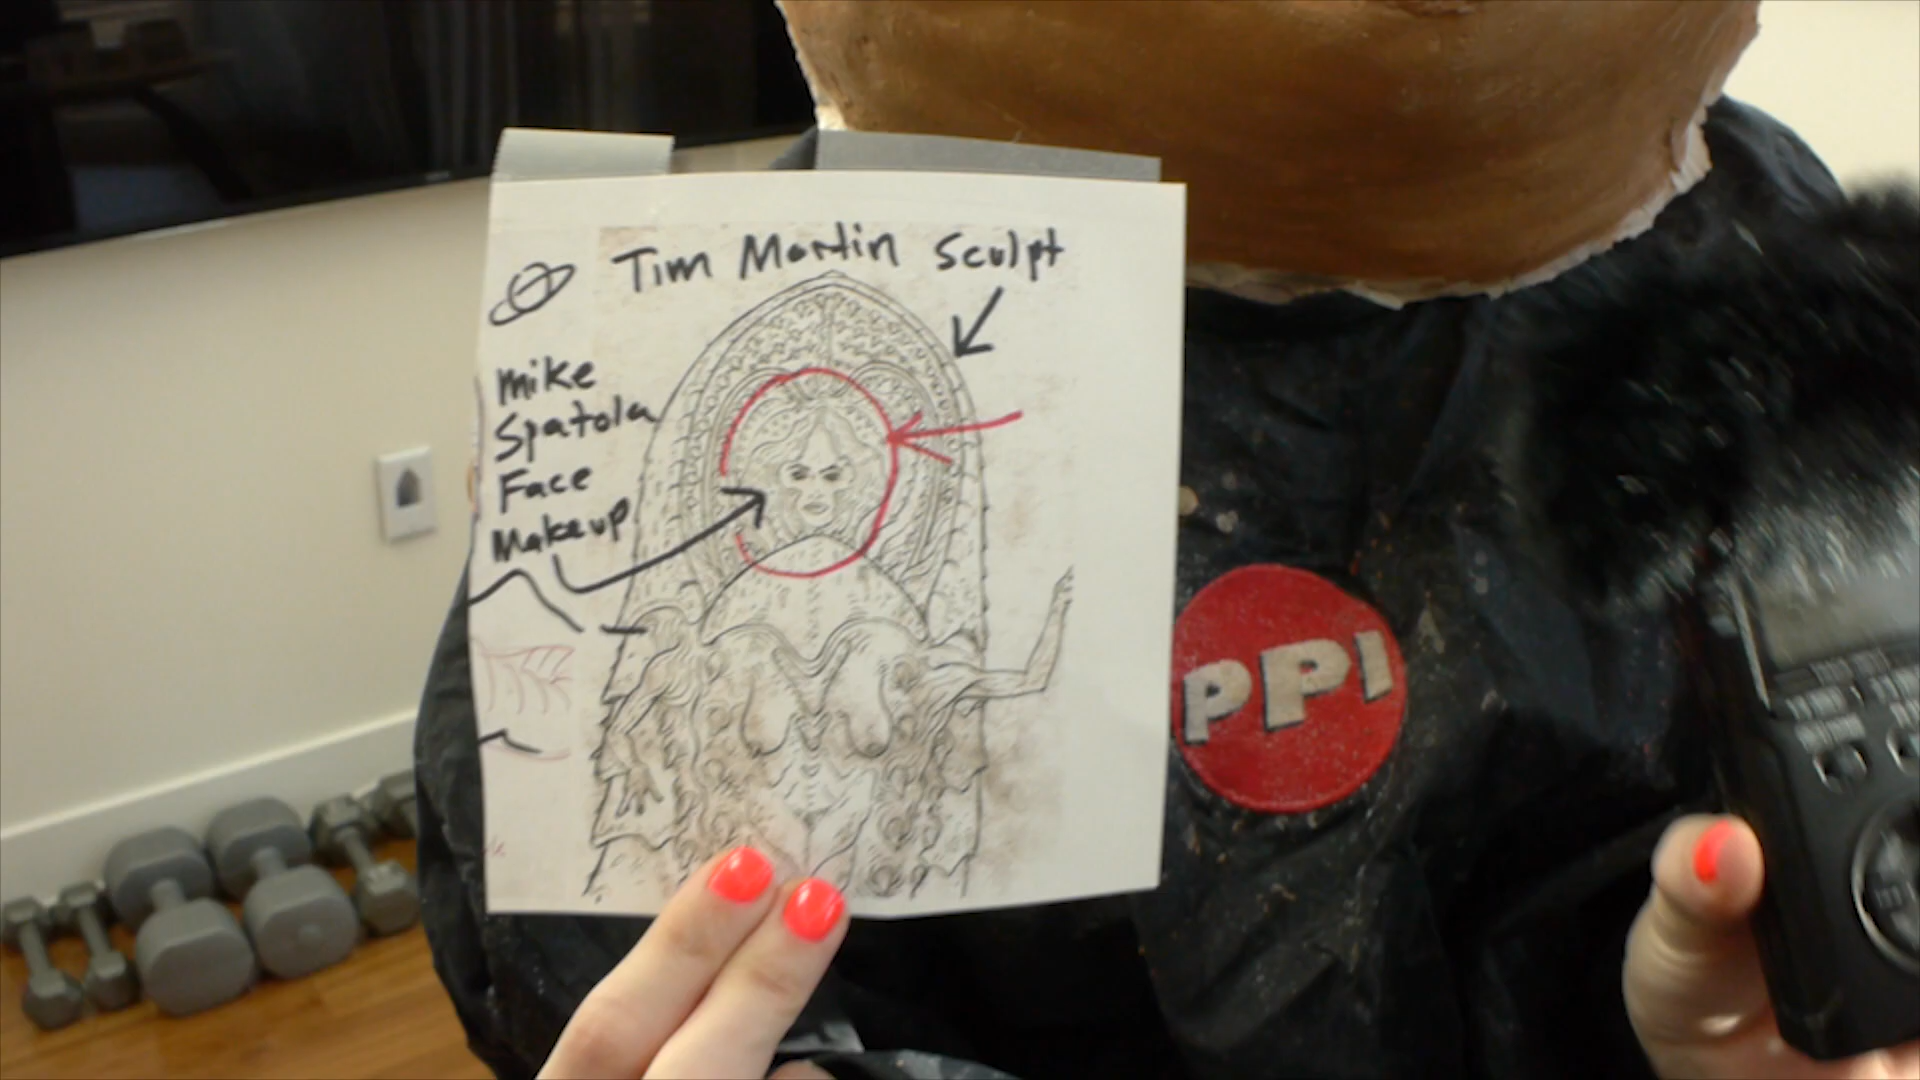 Tim Martin Sculpt
Mike
Spatola
Face
Makeup
PPI